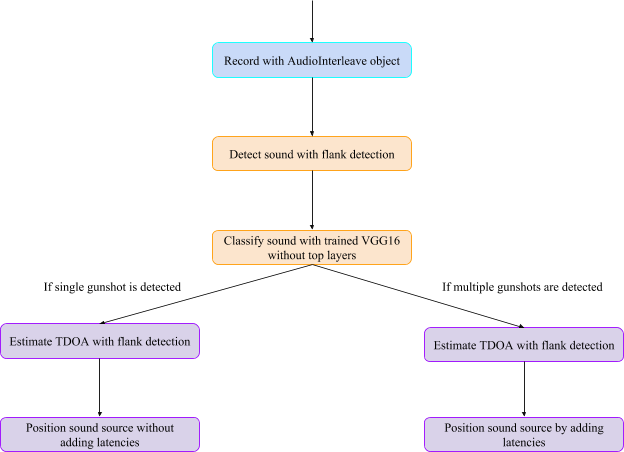 Record with AudioInterleave object
Detect sound with flank detection
Classify sound with trained VGG16
without top layers
If single gunshot is detected
If multiple gunshots are detected
Estimate TDOA with flank detection
Estimate TDOA with flank detection
Position sound source without
adding latencies
Position sound source by adding
latencies